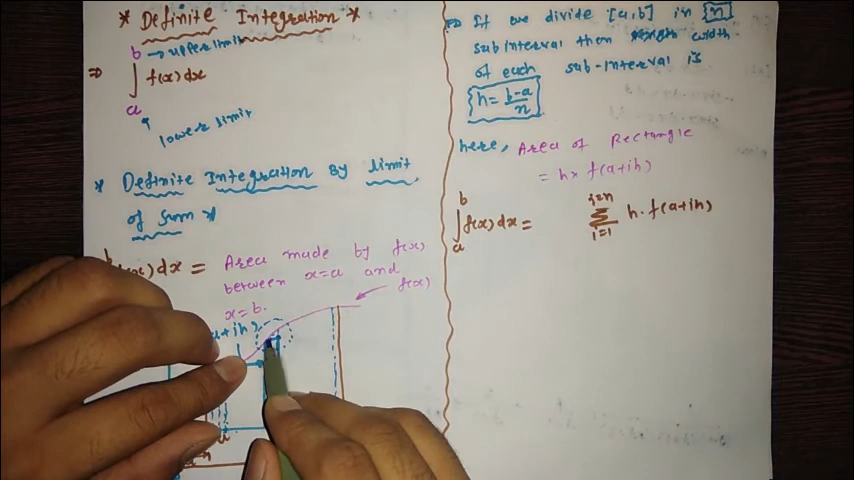 * Definite Integration *
b → upper limit
⇒ ∫ f(x) dx
a
lower limit
* Definite Integration By limit
of Sum *
b
f(x) dx = Area made by f(x)
between x=a and
x=b.
f(x)
a+ih)
⇒ If we divide [a,b] in {n}
subinterval then width
of each sub-interval is
h = b-a/n
here, Area of Rectangle
= h× f(a+ih)
b i=n
∫ f(x) dx = Σ h. f(a+ih)
a i=1